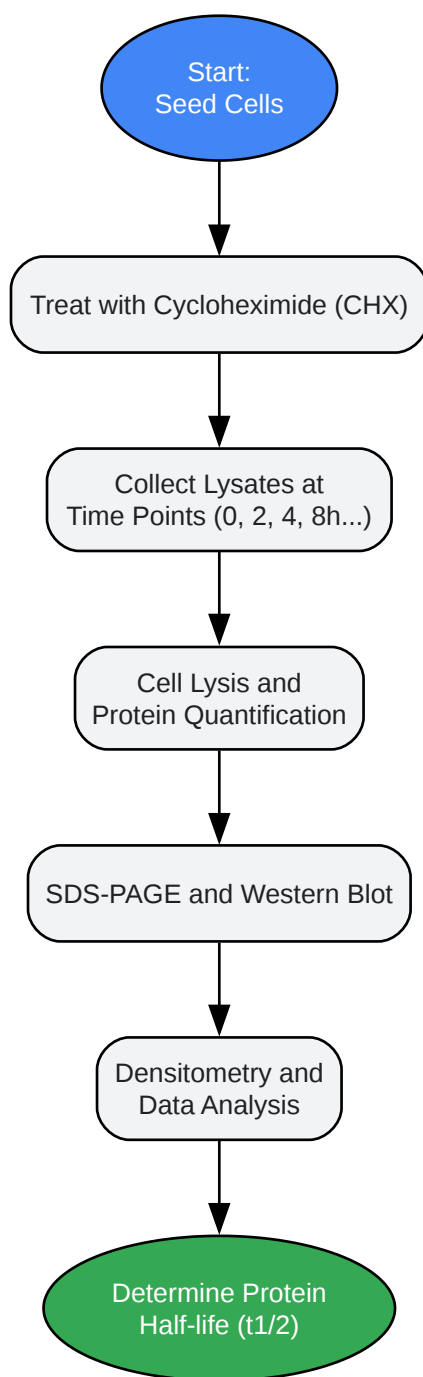 Start:
Seed Cells
Treat with Cycloheximide (CHX)
Collect Lysates at
Time Points (0, 2, 4, 8h...)
Cell Lysis and
Protein Quantification
SDS-PAGE and Western Blot
Densitometry and
Data Analysis
Determine Protein
Half-life (t1/2)